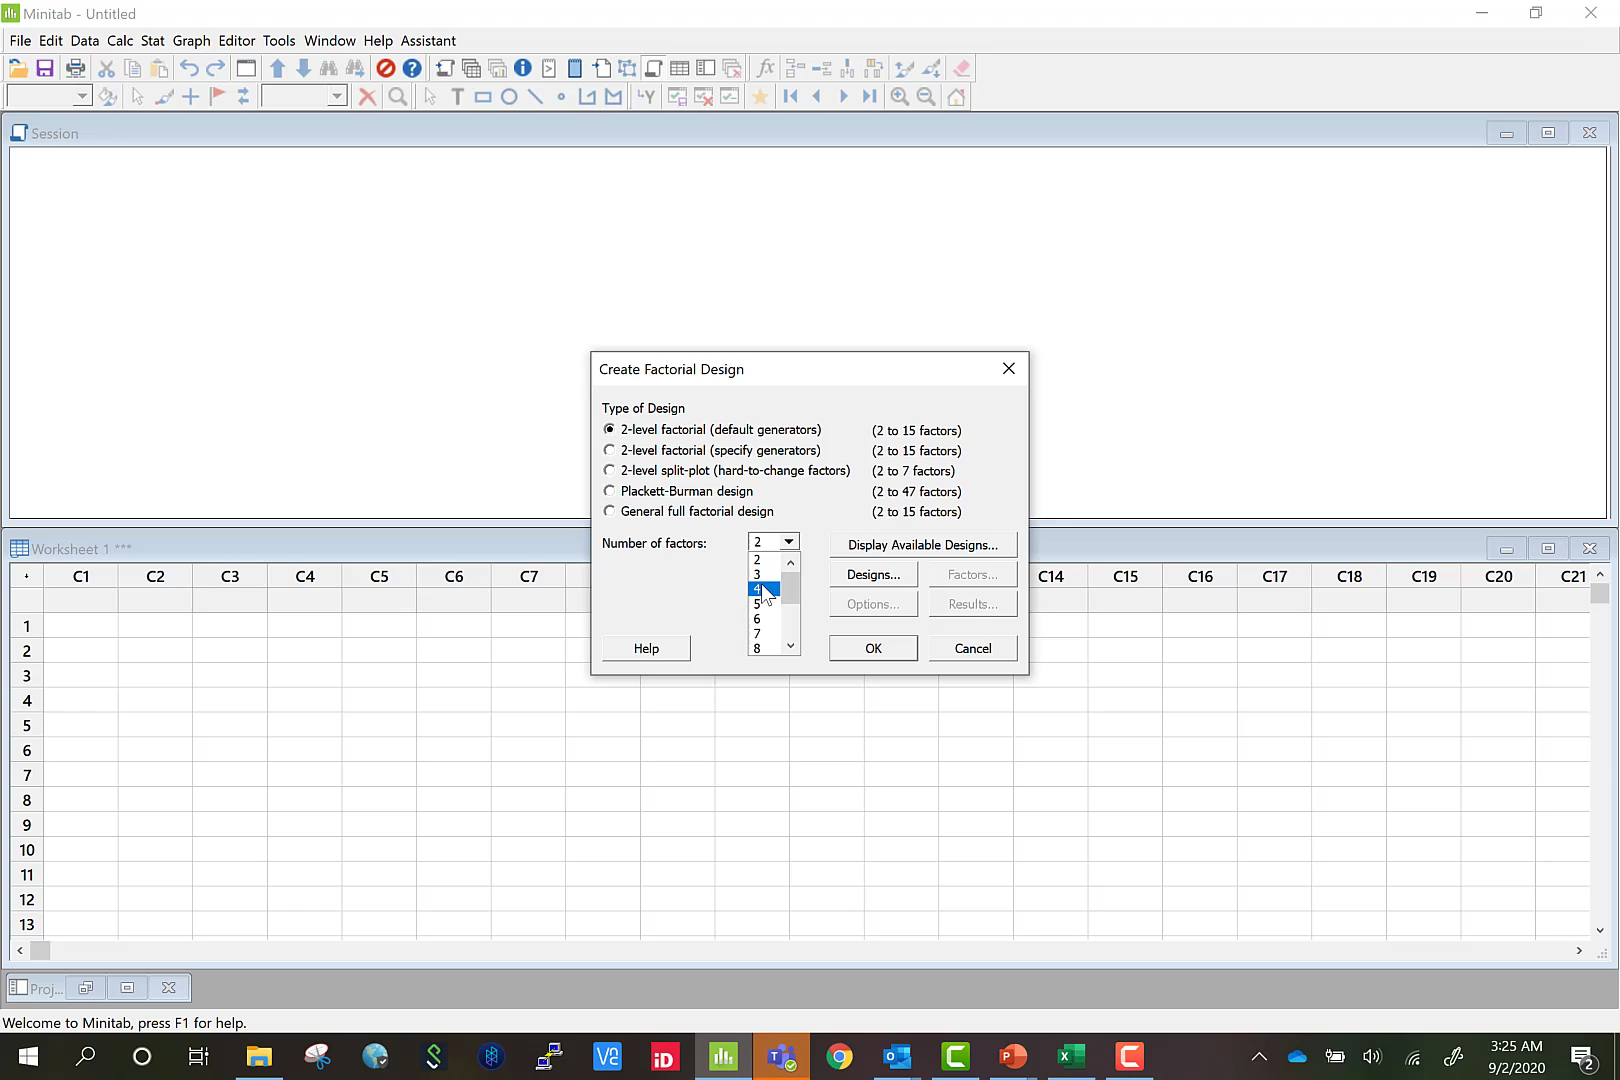 Minitab - Untitled
File Edit Data Calc Stat Graph Editor Tools Window Help Assistant
Session
Create Factorial Design
Type of Design
2-level factorial (default generators) (2 to 15 factors)
2-level factorial (specify generators) (2 to 15 factors)
2-level split-plot (hard-to-change factors) (2 to 7 factors)
Plackett-Burman design (2 to 47 factors)
General full factorial design (2 to 15 factors)
Number of factors: 2 Display Available Designs...
2
3 Designs... Factors...
4
5 Options... Results...
6
7
8
Help OK Cancel
Worksheet 1 ***
C1 C2 C3 C4 C5 C6 C7 C14 C15 C16 C17 C18 C19 C20 C21
1
2
3
4
5
6
7
8
9
10
11
12
13
Proj...
Welcome to Minitab, press F1 for help.
3:25 AM
9/2/2020
2